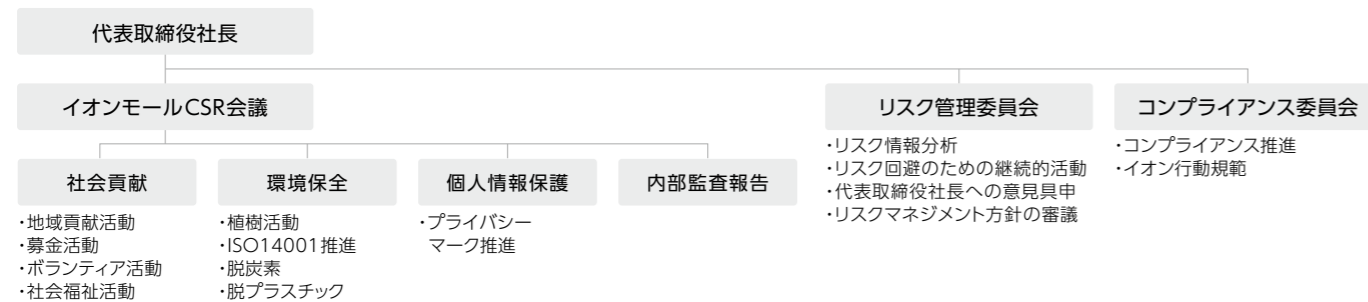 代表取締役社長
イオンモールCSR会議
リスク管理委員会
コンプライアンス委員会
・リスク情報分析
・リスク回避のための継続的活動
・代表取締役社長への意見具申
・リスクマネジメント方針の審議
・コンプライアンス推進
・イオン行動規範
社会貢献
環境保全
個人情報保護
内部監査報告
・地域貢献活動
・募金活動
・ボランティア活動
・社会福祉活動
・植樹活動
・ISO14001推進
・脱炭素
・脱プラスチック
・プライバシー
マーク推進